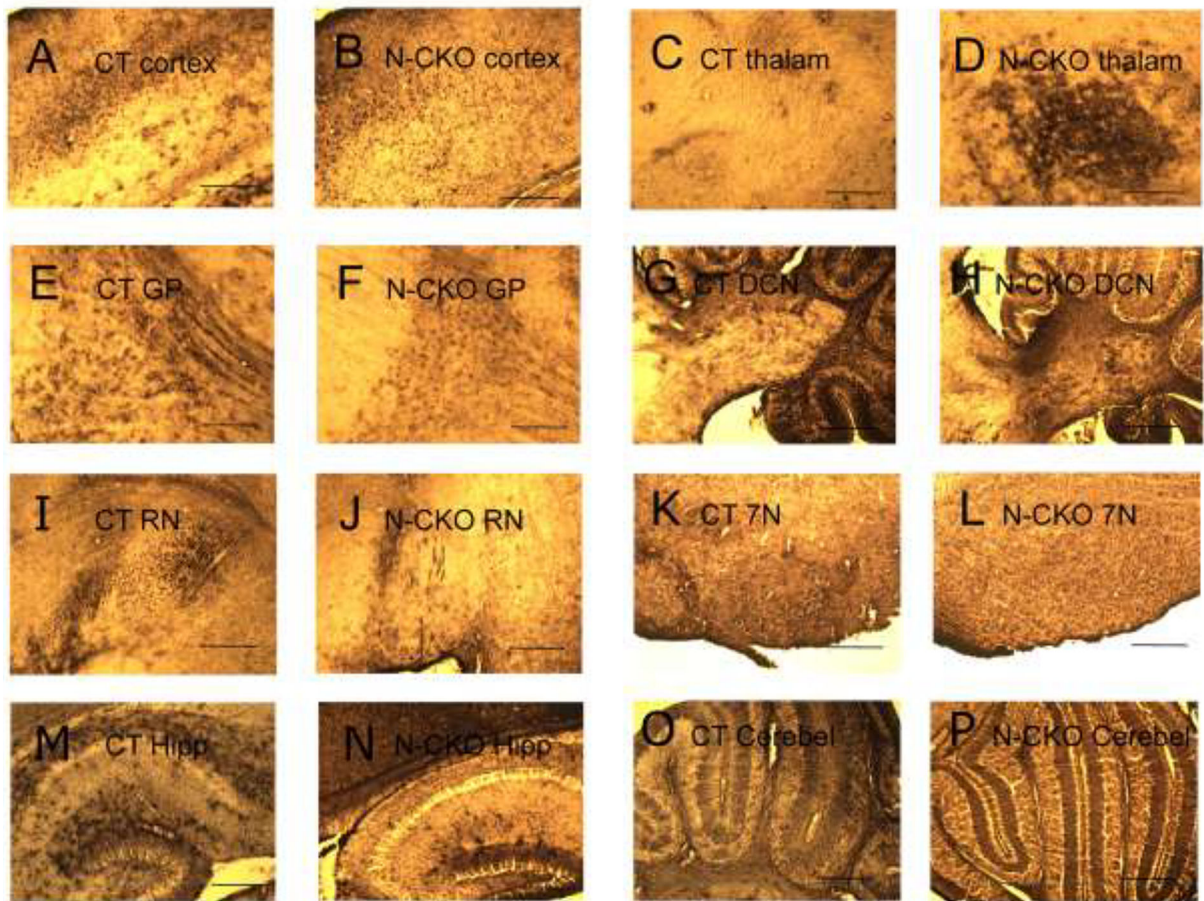 A CT cortex
B N-CKO cortex
C CT thalam
D N-CKO thalam
E CT GP
F N-CKO GP
G CT DCN
H N-CKO DCN
I CT RN
J N-CKO RN
K CT 7N
L N-CKO 7N
M CT Hipp
N N-CKO Hipp
O CT Cerebel
P N-CKO Cerebel